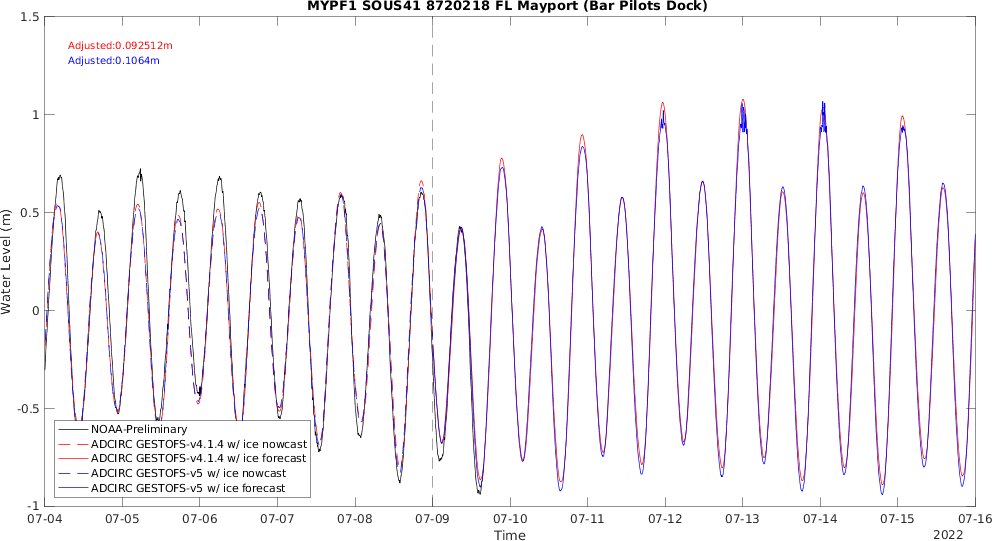 MYPF1 SOUS41 8720218 FL Mayport (Bar Pilots Dock)
1.5
Adjusted:0.092512m
Adjusted:0.1064m
1
0.5
Water Level (m)
0
-0.5
NOAA-Preliminary
ADCIRC GESTOFS-v4.1.4 w/ ice nowcast
ADCIRC GESTOFS-v4.1.4 w/ ice forecast
ADCIRC GESTOFS-v5 w/ ice nowcast
ADCIRC GESTOFS-v5 w/ ice forecast
-1
07-04 07-05 07-06 07-07 07-08 07-09 07-10 07-11 07-12 07-13 07-14 07-15 07-16
Time
2022